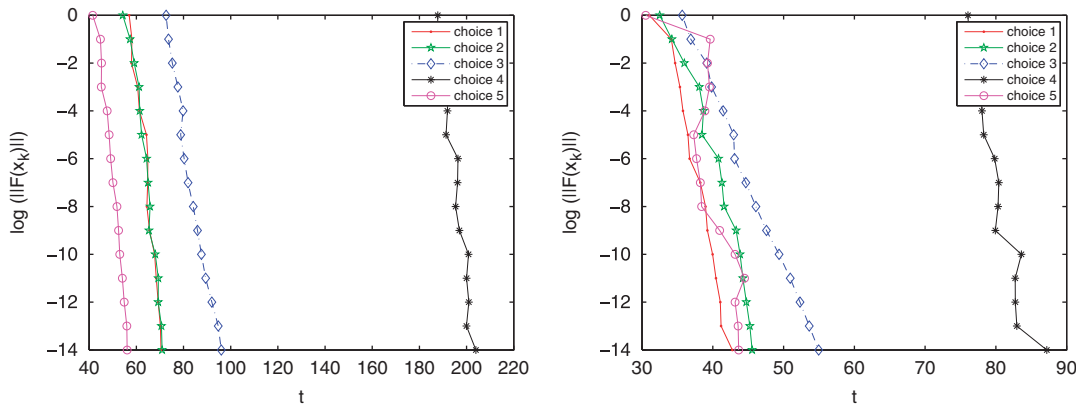 0
−2
−4
−6
−8
−10
−12
−14
log (||F(x_k)||)
40 60 80 100 120 140 160 180 200 220
t
choice 1
choice 2
choice 3
choice 4
choice 5
0
−2
−4
−6
−8
−10
−12
−14
log (||F(x_k)||)
30 40 50 60 70 80 90
t
choice 1
choice 2
choice 3
choice 4
choice 5